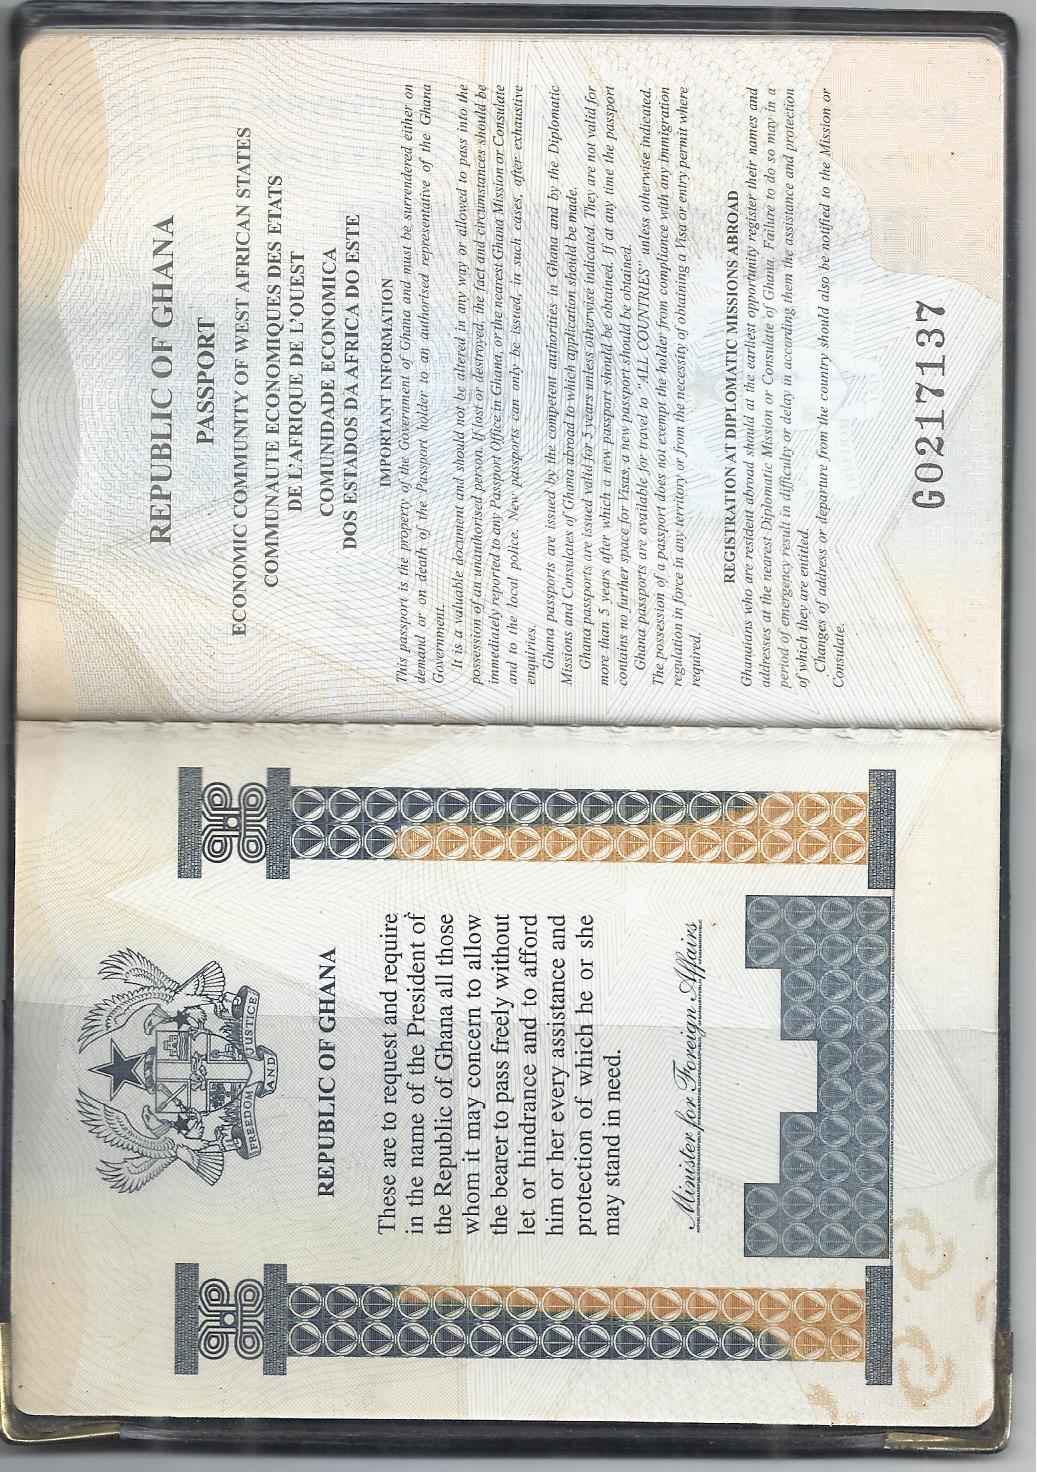 FREEDOM AND JUSTICE
REPUBLIC OF GHANA
These are to request and require
in the name of the President of
the Republic of Ghana all those
whom it may concern to allow
the bearer to pass freely without
let or hindrance and to afford
him or her every assistance and
protection of which he or she
may stand in need.
Minister for Foreign Affairs
REPUBLIC OF GHANA
PASSPORT
ECONOMIC COMMUNITY OF WEST AFRICAN STATES
COMMUNAUTE ECONOMIQUES DES ETATS
DE L'AFRIQUE DE L'OUEST
COMUNIDADE ECONOMICA
DOS ESTADOS DA AFRICA DO ESTE
IMPORTANT INFORMATION
This passport is the property of the Government of Ghana and must be surrendered either on
demand or on death of the Passport holder to an authorised representative of the Ghana
Government.
It is a valuable document and should not be altered in any way or allowed to pass into the
possession of an unauthorised person. If lost or destroyed, the fact and circumstances should be
immediately reported to any Passport Office in Ghana, or the nearest Ghana Mission or Consulate
and to the local police. New passports can only be issued, in such cases, after exhaustive
enquiries.
Ghana passports are issued by the competent authorities in Ghana and by the Diplomatic
Missions and Consulates of Ghana abroad to which application should be made.
Ghana passports are issued valid for 5 years unless otherwise indicated. They are not valid for
more than 5 years after which a new passport should be obtained. If at any time the passport
contains no further space for Visas, a new passport should be obtained.
Ghana passports are available for travel to "ALL COUNTRIES" unless otherwise indicated.
The possession of a passport does not exempt the holder from compliance with any immigration
regulation in force in any territory or from the necessity of obtaining a Visa or entry permit where
required.
REGISTRATION AT DIPLOMATIC MISSIONS ABROAD
Ghanaians who are resident abroad should at the earliest opportunity register their names and
addresses at the nearest Diplomatic Mission or Consulate of Ghana. Failure to do so may in a
period of emergency result in difficulty or delay in according them the assistance and protection
of which they are entitled.
Changes of address or departure from the country should also be notified to the Mission or
Consulate.
G0217137